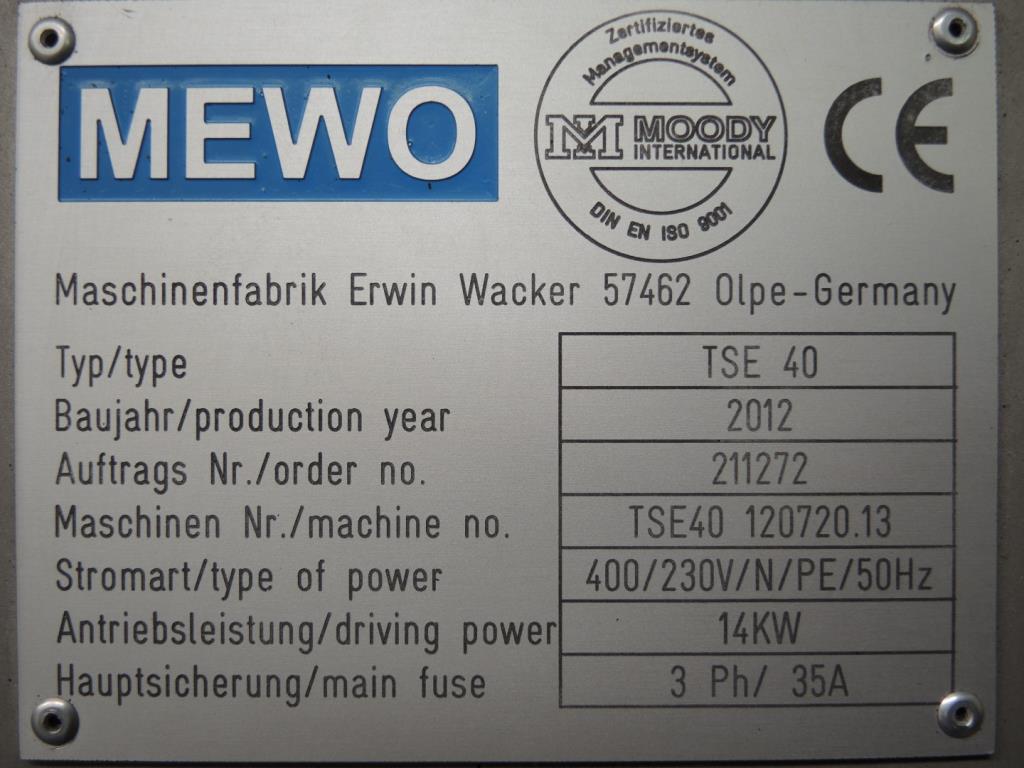 MEWO
Zertifiziertes
Managementsystem
M MOODY
INTERNATIONAL
DIN EN ISO 9001
CE
Maschinenfabrik Erwin Wacker 57462 Olpe-Germany
Typ/type TSE 40
Baujahr/production year 2012
Auftrags Nr./order no. 211272
Maschinen Nr./machine no. TSE40 120720.13
Stromart/type of power 400/230V/N/PE/50Hz
Antriebsleistung/driving power 14KW
Hauptsicherung/main fuse 3 Ph/ 35A